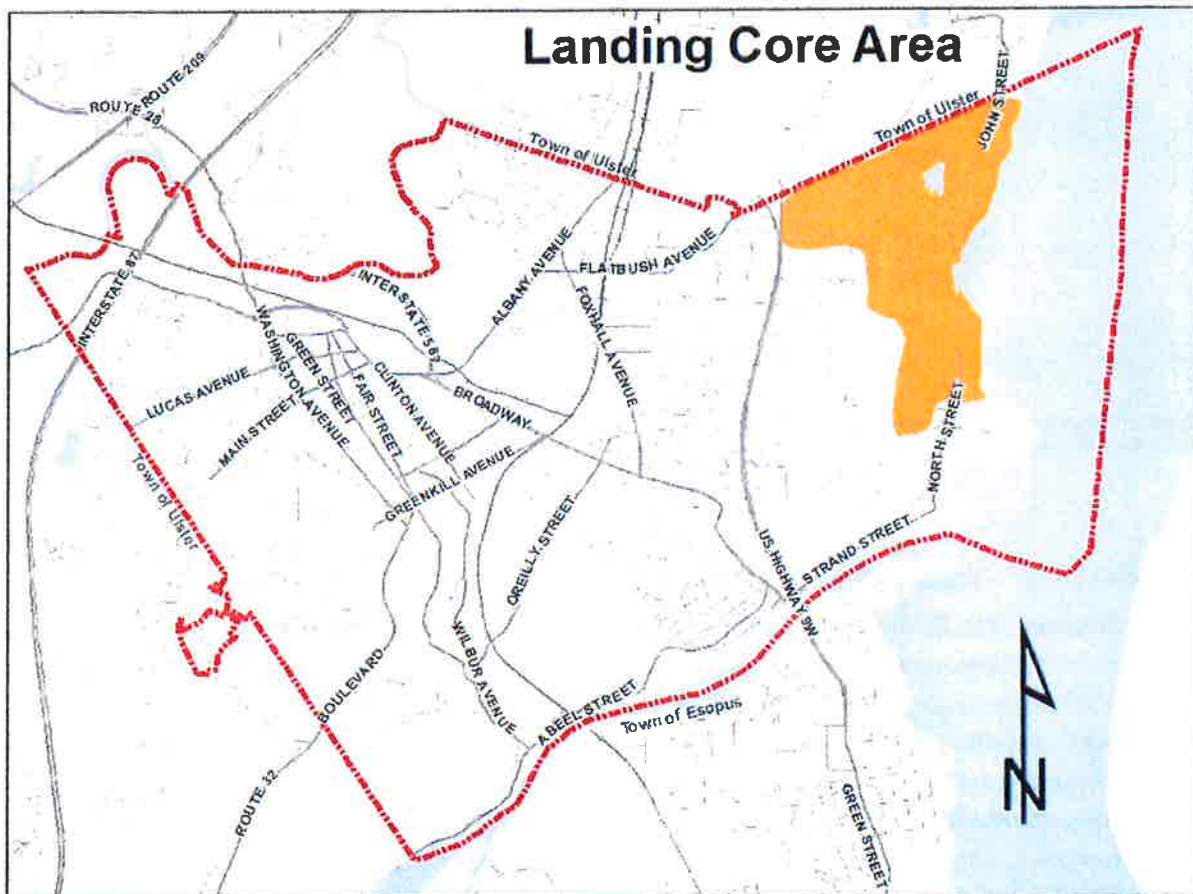 Landing Core Area
ROUTE 209
ROUTE 28
Town of Ulster
Town of Ulster
JOHN STREET
INTERSTATE 87
INTERSTATE 587
ALBANY AVENUE
FLATBUSH AVENUE
FOXHALL AVENUE
WASHINGTON AVENUE
GREEN STREET
FAIR STREET
CLINTON AVENUE
BROADWAY
LUCAS AVENUE
MAIN STREET
GREENKILL AVENUE
NORTH STREET
Town of Ulster
OREILLY STREET
US HIGHWAY 9W
STRAND STREET
WILBUR AVENUE
BOULEVARD
ABEEL STREET
Town of Esopus
ROUTE 32
GREEN STREET
N